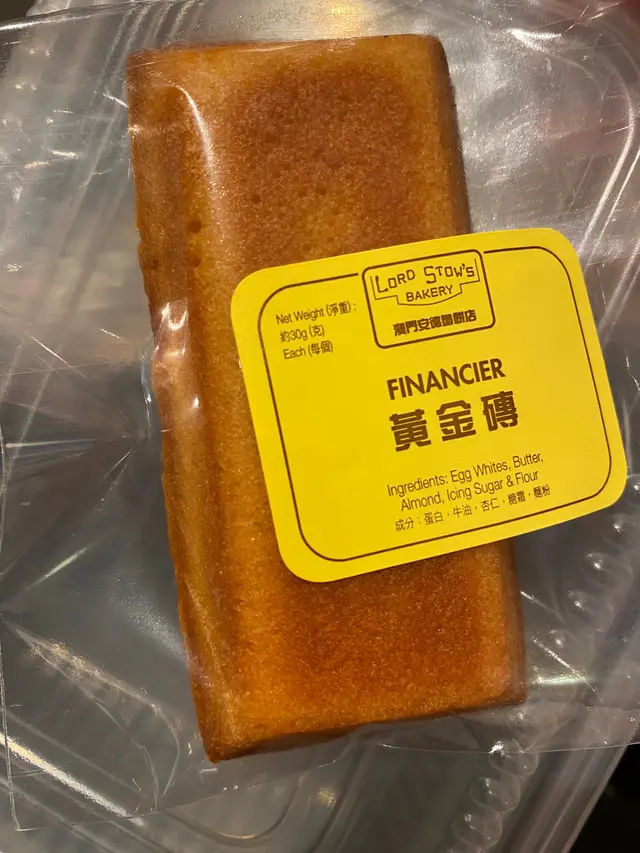 LORD STOW'S
BAKERY
澳門安德魯餅店
Net Weight (淨重) :
約30g (克)
Each (每個)
FINANCIER
黃金磚
Ingredients: Egg Whites, Butter,
Almond, Icing Sugar & Flour
成分：蛋白，牛油，杏仁，糖霜，麵粉